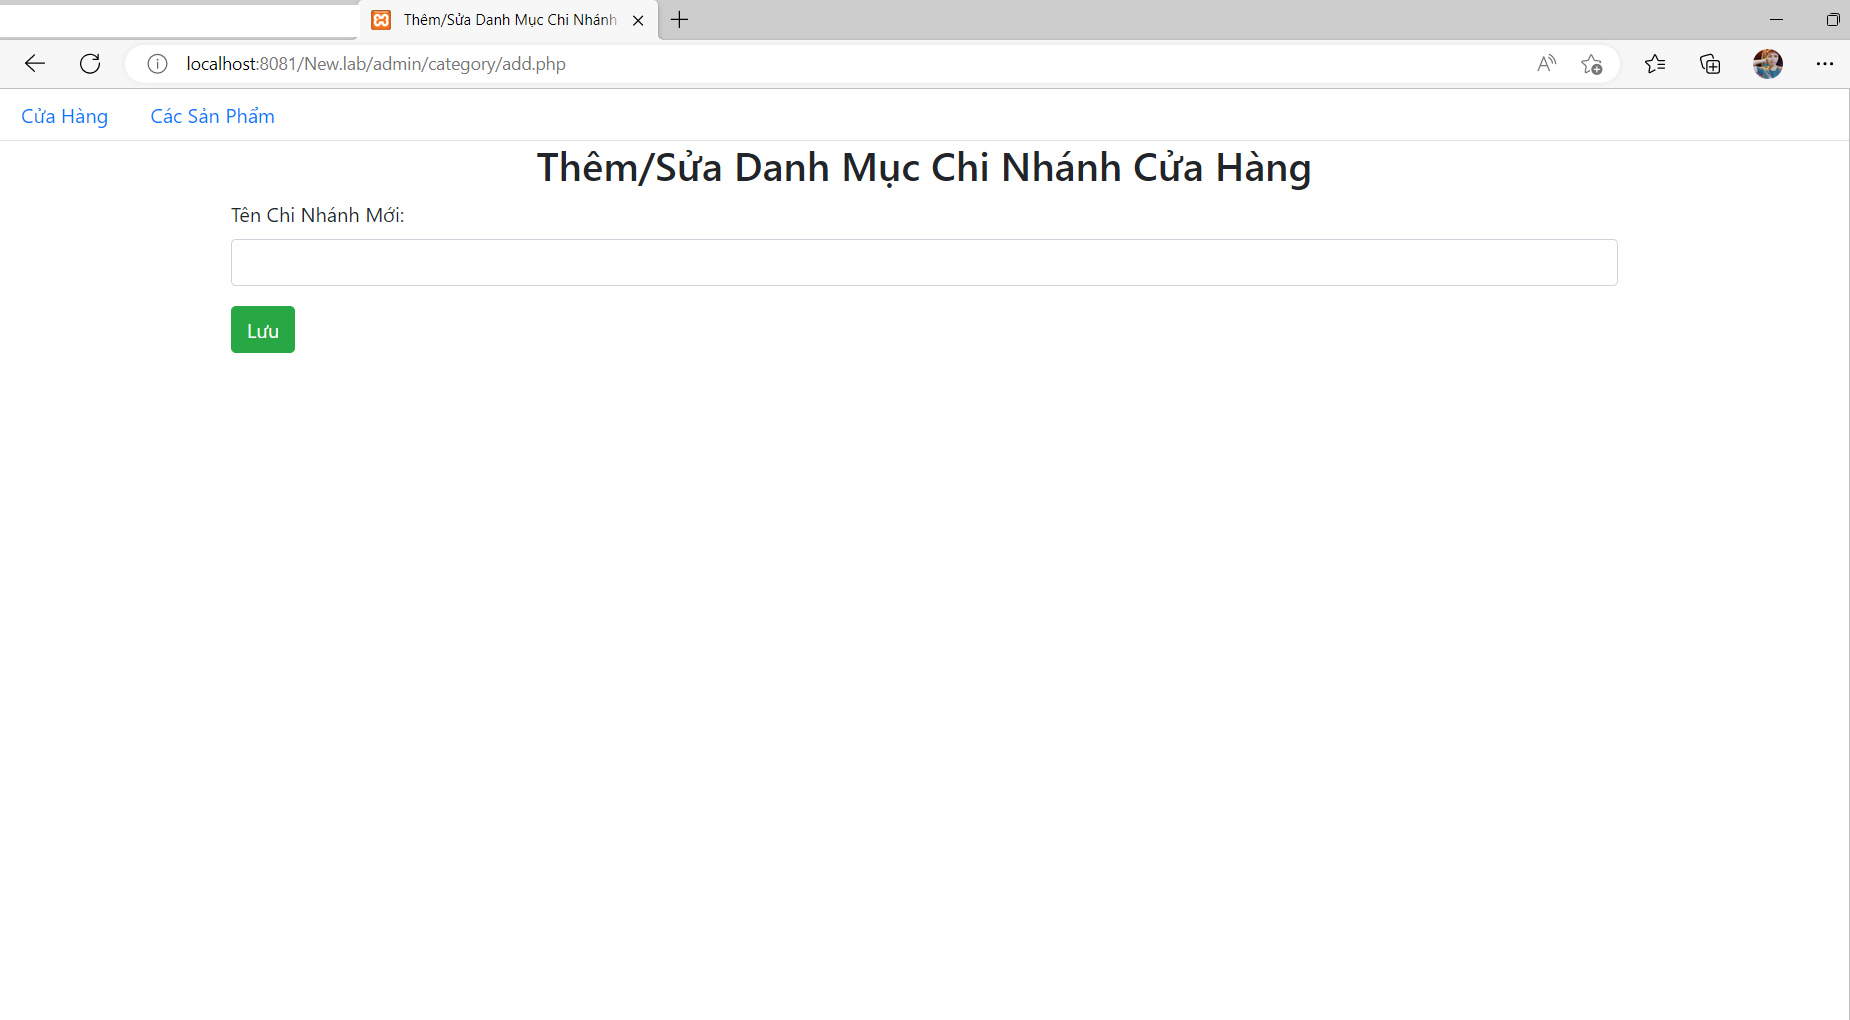 Thêm/Sửa Danh Mục Chi Nhánh
localhost:8081/New.lab/admin/category/add.php
Cửa Hàng Các Sản Phẩm
Thêm/Sửa Danh Mục Chi Nhánh Cửa Hàng
Tên Chi Nhánh Mới:
Lưu